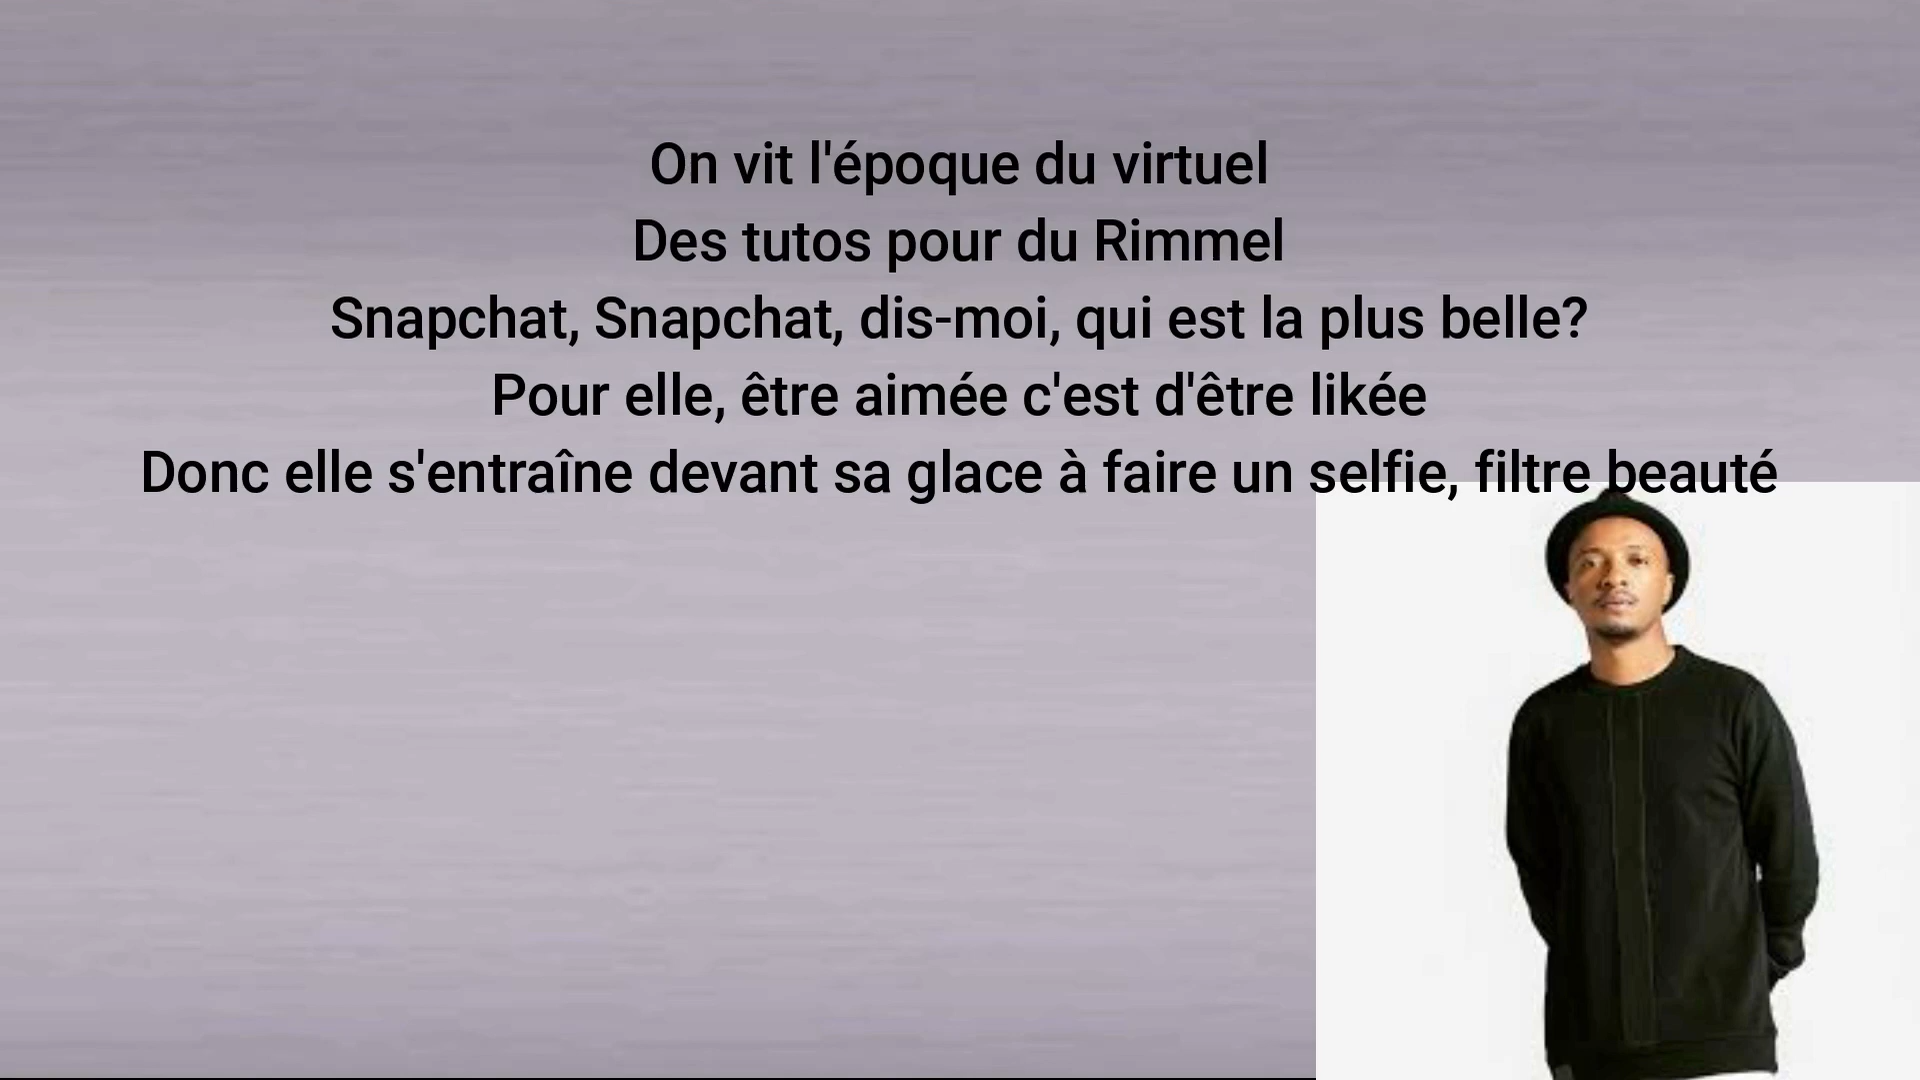 On vit l'époque du virtuel
Des tutos pour du Rimmel
Snapchat, Snapchat, dis-moi, qui est la plus belle?
Pour elle, être aimée c'est d'être likée
Donc elle s'entraîne devant sa glace à faire un selfie, filtre beauté